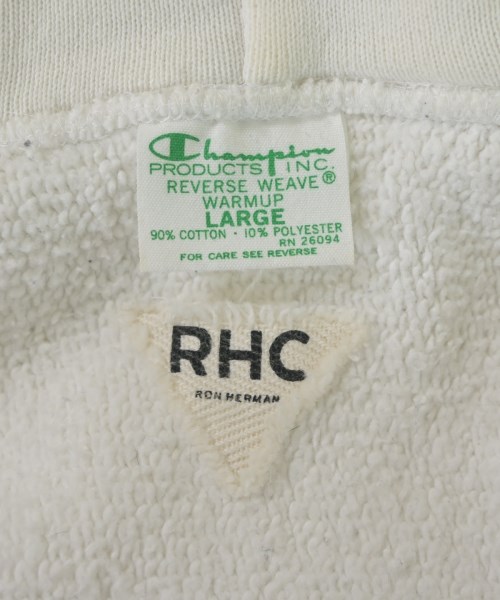 Champion
PRODUCTS INC.
REVERSE WEAVE®
WARMUP
LARGE
90% COTTON · 10% POLYESTER
RN 26094
FOR CARE SEE REVERSE
RHC
RON HERMAN